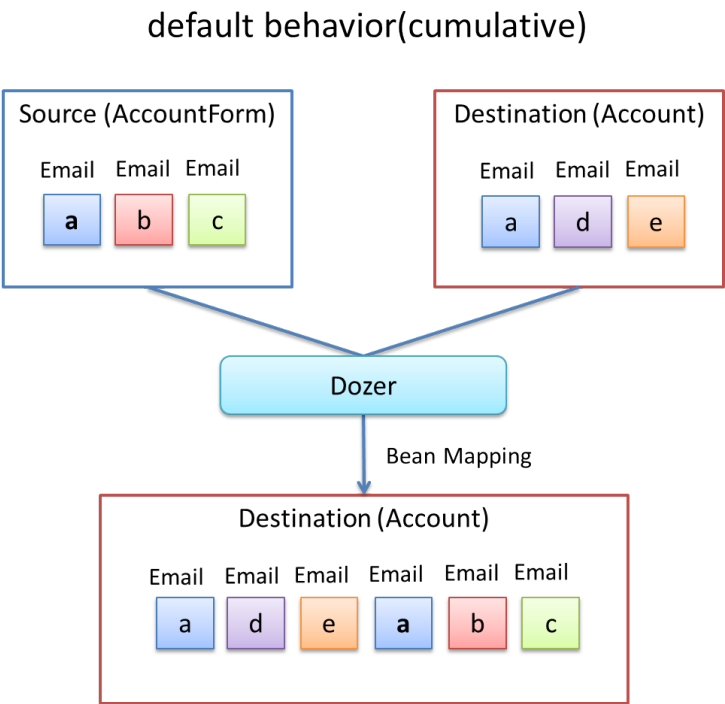 default behavior(cumulative)
Source (AccountForm)
Email Email Email
a b c
Destination (Account)
Email Email Email
a d e
Dozer
Bean Mapping
Destination (Account)
Email Email Email Email Email Email
a d e a b c